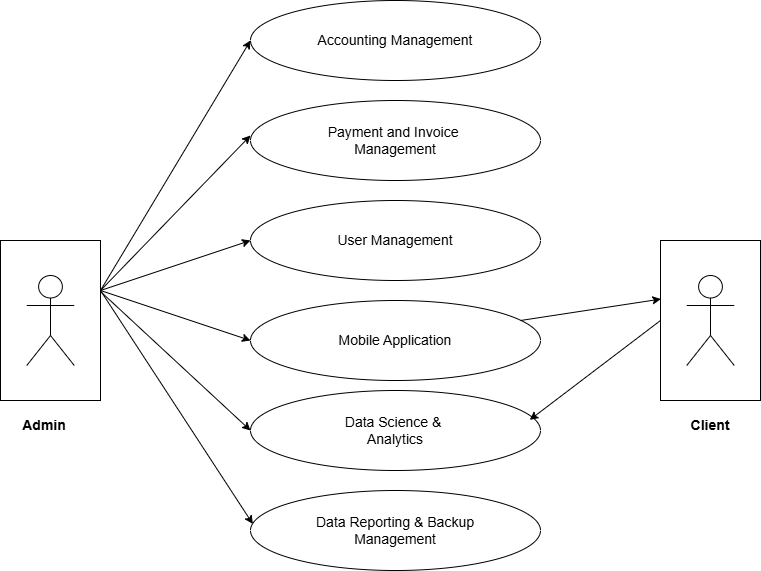 Accounting Management
Payment and Invoice
Management
User Management
Mobile Application
Data Science &
Analytics
Data Reporting & Backup
Management
Admin
Client